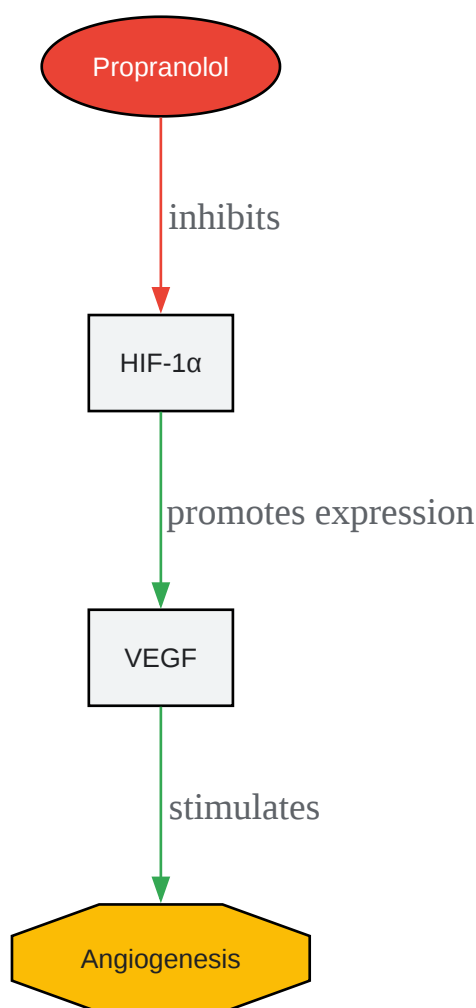 Propranolol
inhibits
HIF-1α
promotes expression
VEGF
stimulates
Angiogenesis